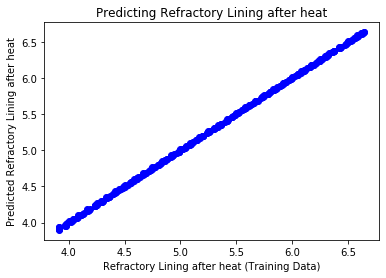 Predicting Refractory Lining after heat
Predicted Refractory Lining after heat
6.5
6.0
5.5
5.0
4.5
4.0
4.0 4.5 5.0 5.5 6.0 6.5
Refractory Lining after heat (Training Data)